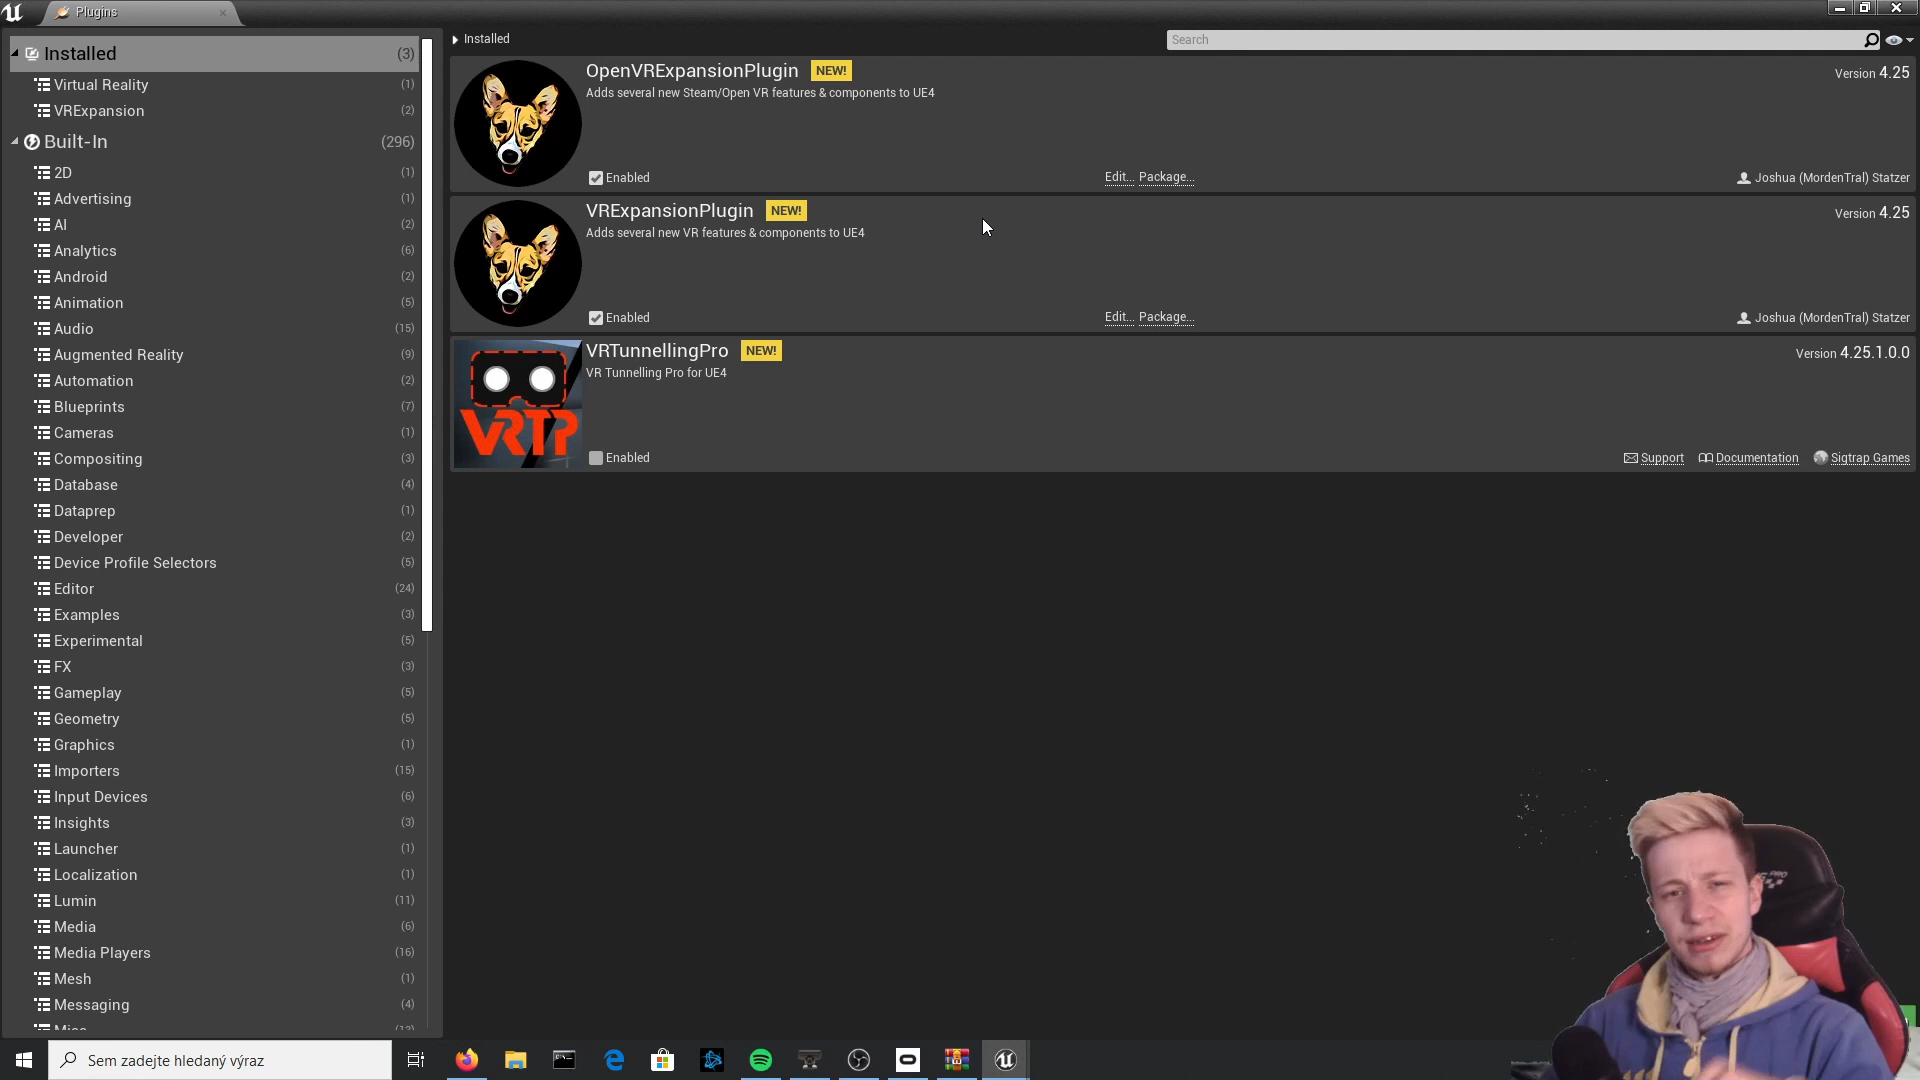 Plugins
Installed (3)
Virtual Reality (1)
VRExpansion (2)
Built-In (296)
2D (1)
Advertising (1)
AI (2)
Analytics (6)
Android (2)
Animation (5)
Audio (15)
Augmented Reality (9)
Automation (2)
Blueprints (7)
Cameras (1)
Compositing (3)
Database (4)
Dataprep (1)
Developer (2)
Device Profile Selectors (5)
Editor (24)
Examples (3)
Experimental (5)
FX (3)
Gameplay (5)
Geometry (5)
Graphics (1)
Importers (15)
Input Devices (6)
Insights (3)
Launcher (1)
Localization (1)
Lumin (11)
Media (6)
Media Players (16)
Mesh (1)
Messaging (4)
Installed
Search
OpenVRExpansionPlugin NEW! Version 4.25
Adds several new Steam/Open VR features & components to UE4
Enabled Edit... Package... Joshua (MordenTral) Statzer
VRExpansionPlugin NEW! Version 4.25
Adds several new VR features & components to UE4
Enabled Edit... Package... Joshua (MordenTral) Statzer
VRTunnellingPro NEW! Version 4.25.1.0.0
VR Tunnelling Pro for UE4
VRTP
Enabled Support Documentation Sigtrap Games
PRO
Sem zadejte hledaný výraz